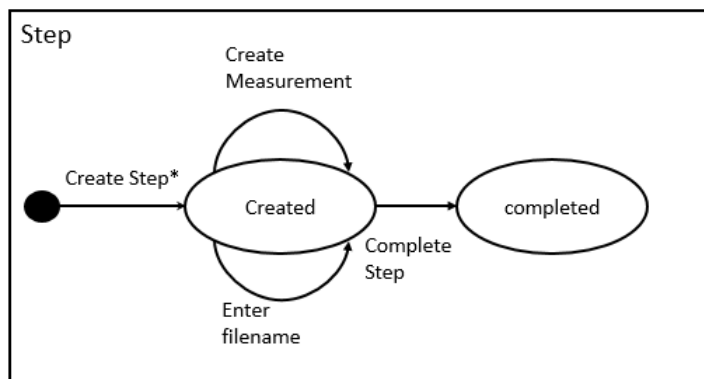 Step
Create
Measurement
Create Step*
Created
completed
Complete
Step
Enter
filename